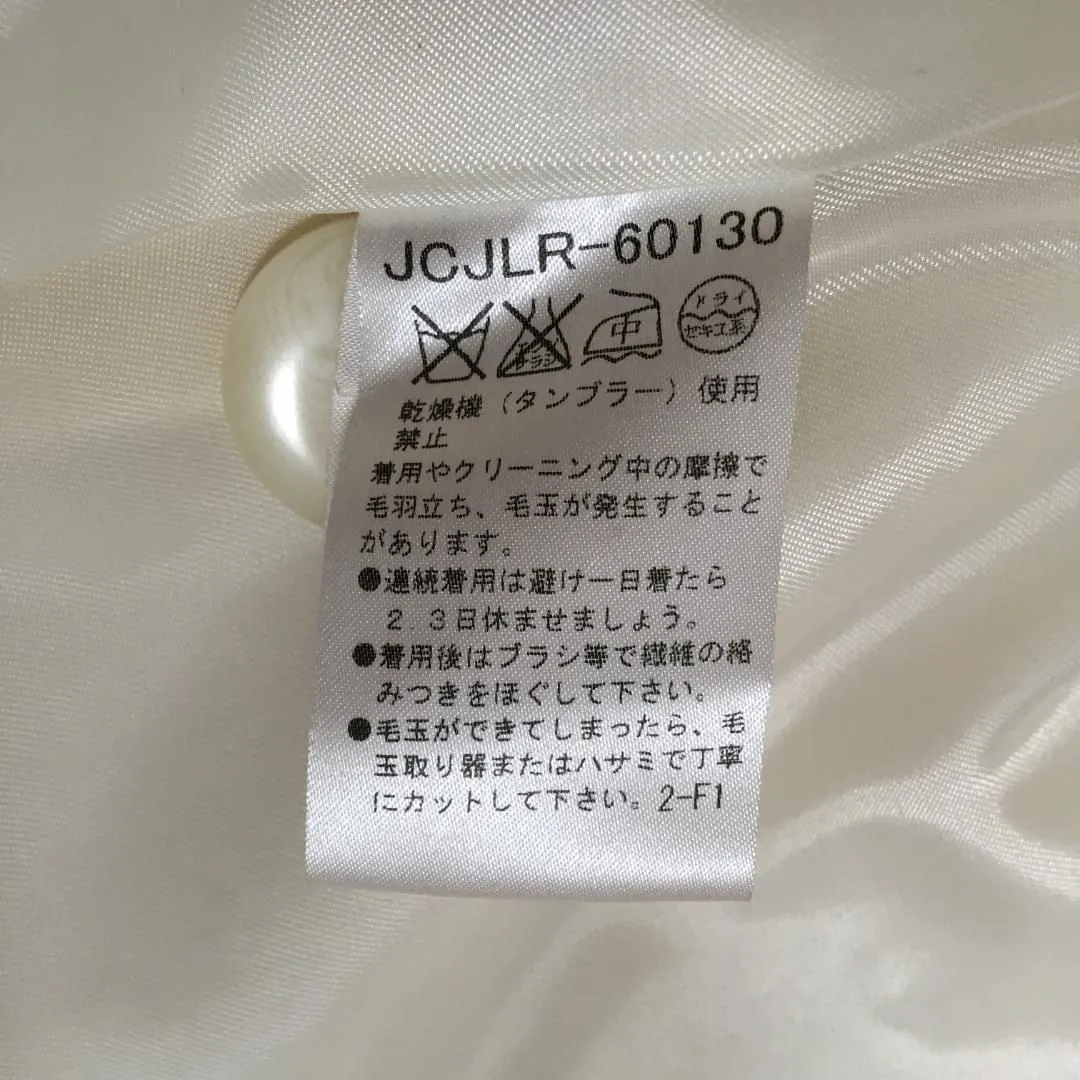 JCJLR-60130
エンソ
サラシ
中
ドライ
セキユ系
乾燥機（タンブラー）使用
禁止
着用やクリーニング中の摩擦で
毛羽立ち、毛玉が発生すること
があります。
●連続着用は避け一日着たら
２.３日休ませましょう。
●着用後はブラシ等で繊維の絡
みつきをほぐして下さい。
●毛玉ができてしまったら、毛
玉取り器またはハサミで丁寧
にカットして下さい。2-F1